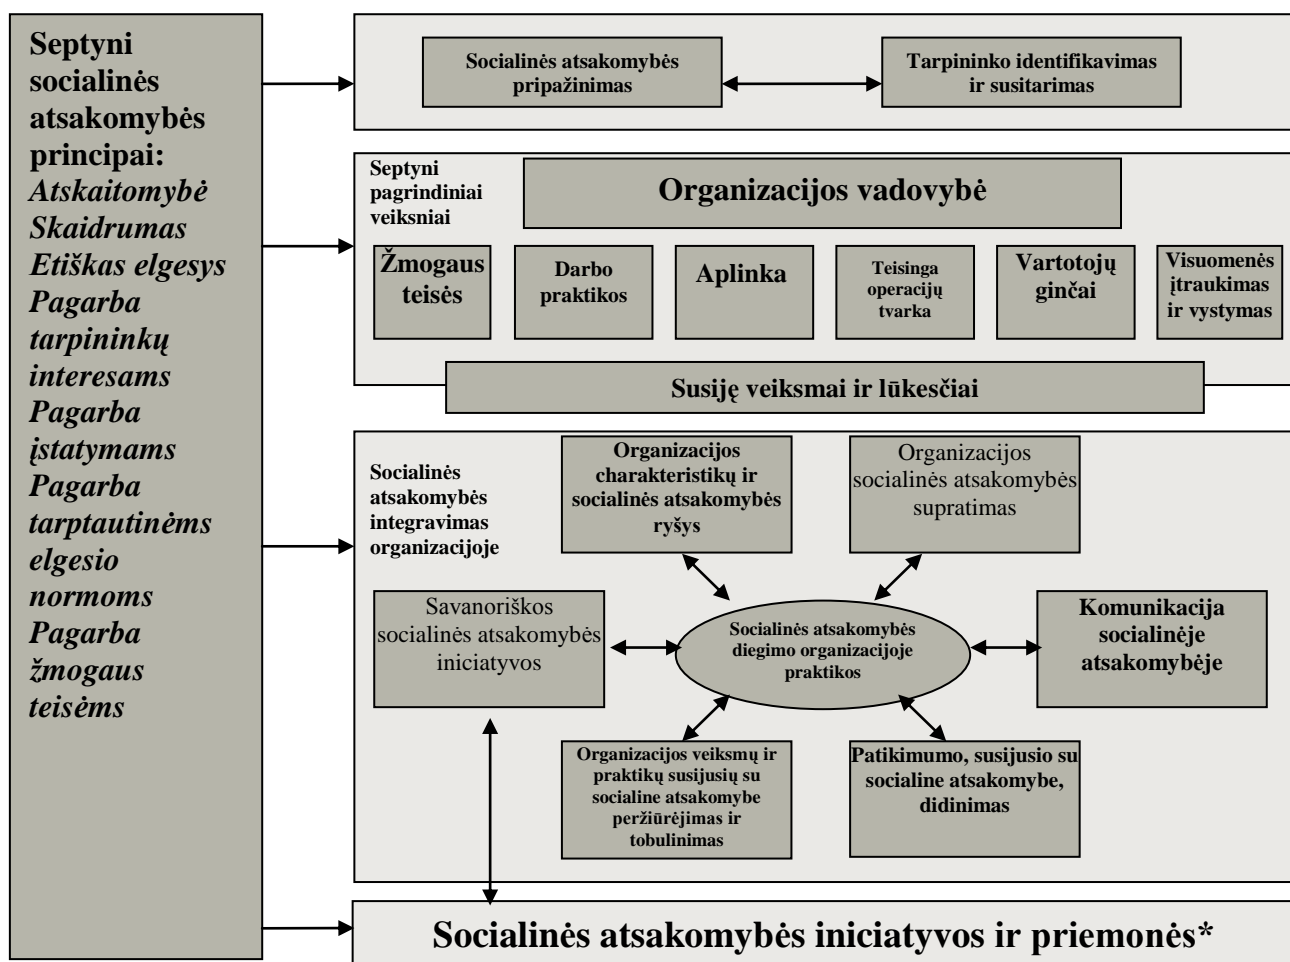 Septyni
socialinės
atsakomybės
principai:
Atskaitomybė
Skaidrumas
Etiškas elgesys
Pagarba
tarpininkų
interesams
Pagarba
įstatymams
Pagarba
tarptautinėms
elgesio
normoms
Pagarba
žmogaus
teisėms
Socialinės atsakomybės
pripažinimas
Tarpininko identifikavimas
ir susitarimas
Septyni
pagrindiniai
veiksniai
Organizacijos vadovybė
Žmogaus
teisės
Darbo
praktikos
Aplinka
Teisinga
operacijų
tvarka
Vartotojų
ginčai
Visuomenės
įtraukimas
ir vystymas
Susiję veiksmai ir lūkesčiai
Socialinės
atsakomybės
integravimas
organizacijoje
Organizacijos
charakteristikų ir
socialinės atsakomybės
ryšys
Organizacijos
socialinės atsakomybės
supratimas
Savanoriškos
socialinės atsakomybės
iniciatyvos
Socialinės atsakomybės
diegimo organizacijoje
praktikos
Komunikacija
socialinėje
atsakomybėje
Organizacijos veiksmų ir
praktikų susijusių su
socialine atsakomybe
peržiūrėjimas ir
tobulinimas
Patikimumo, susijusio su
socialine atsakomybe,
didinimas
Socialinės atsakomybės iniciatyvos ir priemonės*